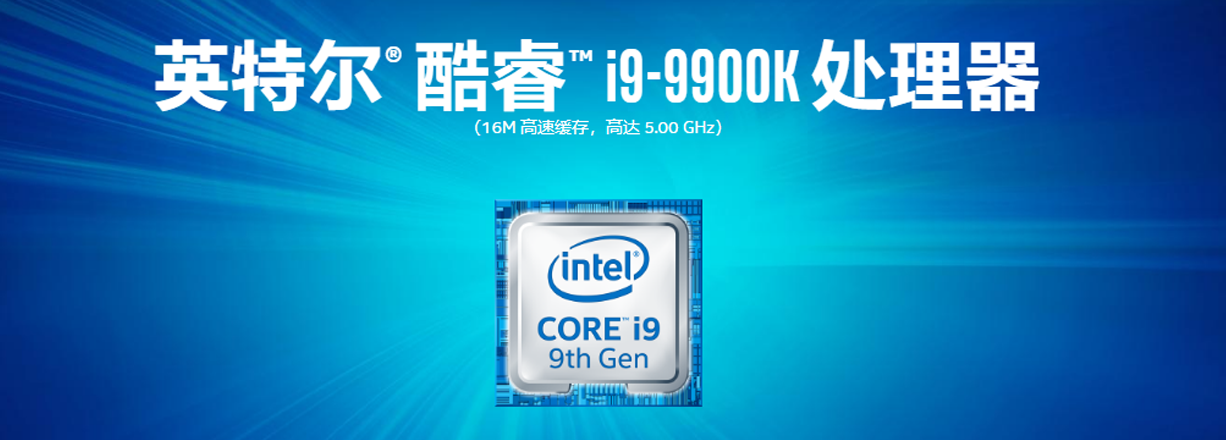 英特尔® 酷睿™ i9-9900K 处理器
（16M 高速缓存，高达 5.00 GHz）
intel®
CORE™ i9
9th Gen